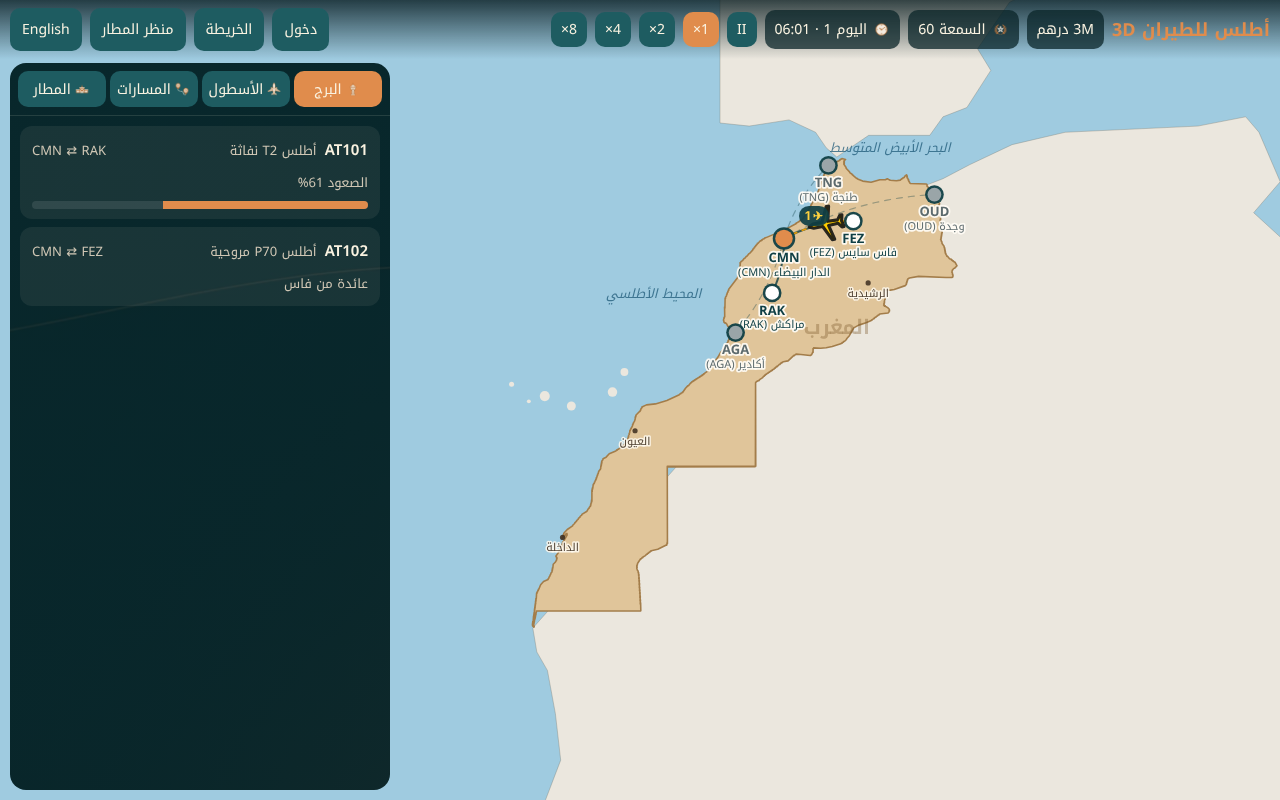 أطلس للطيران 3D
3M درهم
السمعة 60
اليوم 1 · 06:01
II
×1
×2
×4
×8
دخول
الخريطة
منظر المطار
English
البرج
الأسطول
المسارات
المطار
AT101 أطلس T2 نفاثة
CMN ⇄ RAK
الصعود 61%
AT102 أطلس P70 مروحية
CMN ⇄ FEZ
عائدة من فاس
البحر الأبيض المتوسط
TNG
طنجة (TNG)
OUD
وجدة (OUD)
1✈
FEZ
فاس سايس (FEZ)
CMN
الدار البيضاء (CMN)
الرشيدية
المحيط الأطلسي
RAK
مراكش (RAK)
المغرب
AGA
أكادير (AGA)
العيون
الداخلة